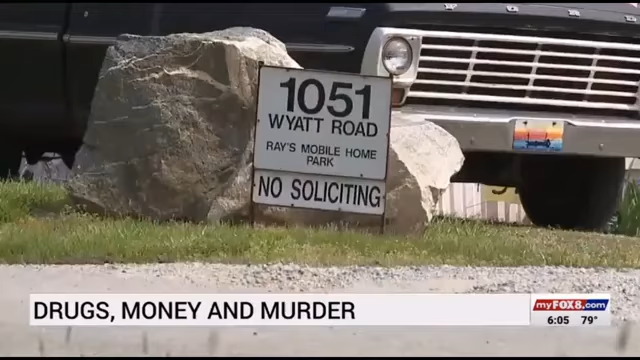 1051
WYATT ROAD
RAY'S MOBILE HOME
PARK
NO SOLICITING
DRUGS, MONEY AND MURDER
myFOX8.com
6:05 79°